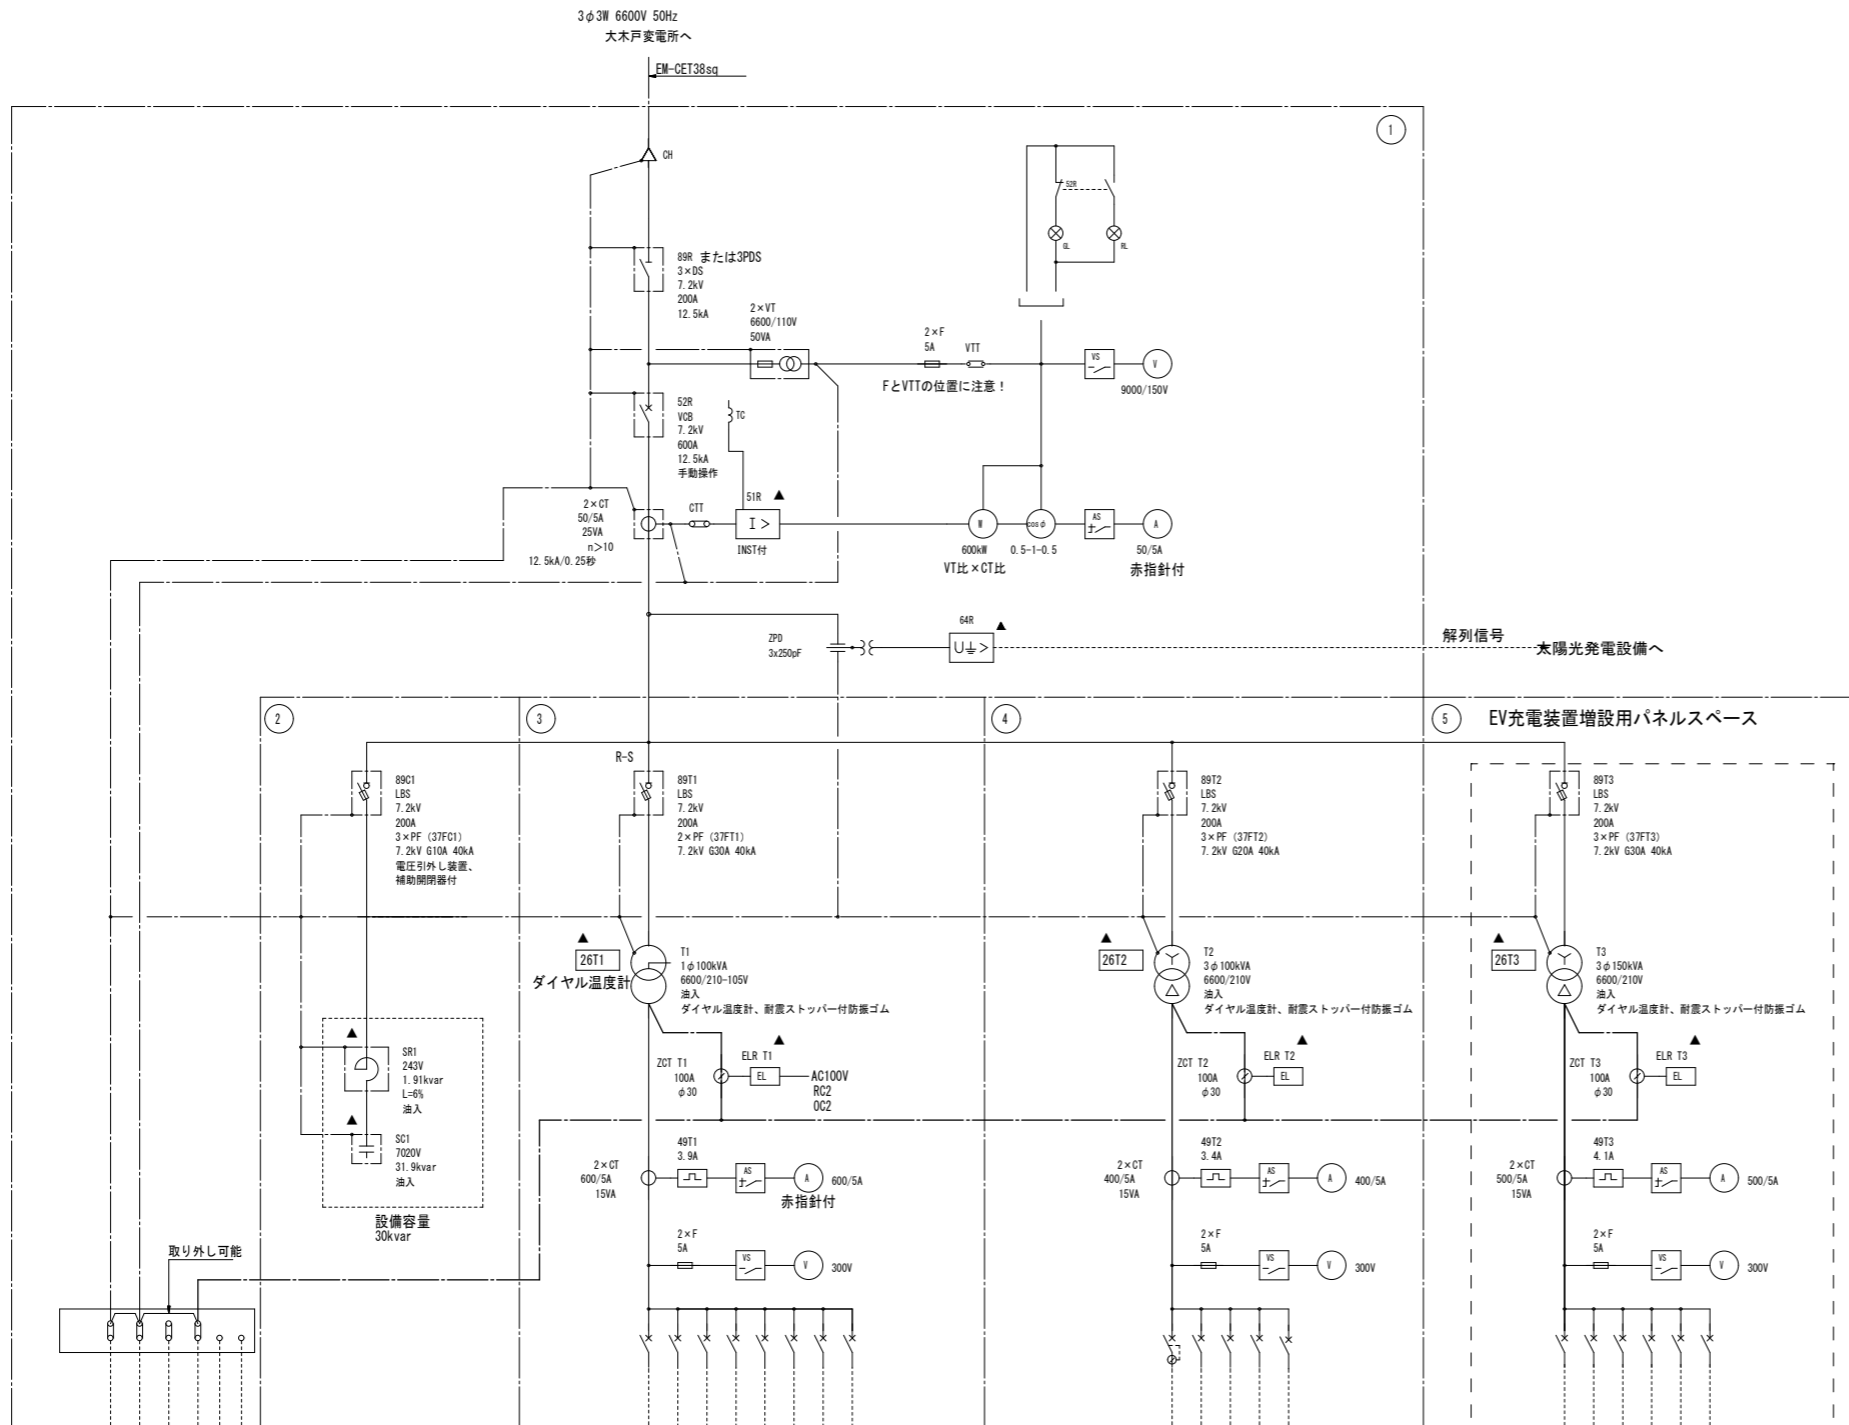 3φ3W 6600V 50Hz
大木戸変電所へ
EM-CET38sq
1
CH
52R
GL
RL
89R または3PDS
3×DS
7.2kV
200A
12.5kA
2×VT
6600/110V
50VA
2×F
5A
VTT
FとVTTの位置に注意！
VS
V
9000/150V
52R
VCB
7.2kV
600A
12.5kA
手動操作
TC
2×CT
50/5A
25VA
n>10
12.5kA/0.25秒
CTT
51R
▲
I >
INST付
W
600kW
VT比×CT比
cosφ
0.5-1-0.5
AS
A
50/5A
赤指針付
ZPD
3x250pF
64R
▲
U⏚>
解列信号
太陽光発電設備へ
2
3
4
5
EV充電装置増設用パネルスペース
R-S
89C1
LBS
7.2kV
200A
3×PF (37FC1)
7.2kV G10A 40kA
電圧引外し装置、
補助開閉器付
89T1
LBS
7.2kV
200A
2×PF (37FT1)
7.2kV G30A 40kA
89T2
LBS
7.2kV
200A
3×PF (37FT2)
7.2kV G20A 40kA
89T3
LBS
7.2kV
200A
3×PF (37FT3)
7.2kV G30A 40kA
▲
26T1
ダイヤル温度計
T1
1φ100kVA
6600/210-105V
油入
ダイヤル温度計、耐震ストッパー付防振ゴム
▲
26T2
T2
3φ100kVA
6600/210V
油入
ダイヤル温度計、耐震ストッパー付防振ゴム
▲
26T3
T3
3φ150kVA
6600/210V
油入
ダイヤル温度計、耐震ストッパー付防振ゴム
▲
SR1
243V
1.91kvar
L=6%
油入
▲
SC1
7020V
31.9kvar
油入
設備容量
30kvar
ZCT T1
100A
φ30
ELR T1
▲
EL
AC100V
RC2
OC2
ZCT T2
100A
φ30
ELR T2
▲
EL
ZCT T3
100A
φ30
ELR T3
▲
EL
2×CT
600/5A
15VA
49T1
3.9A
AS
A
600/5A
赤指針付
2×CT
400/5A
15VA
49T2
3.4A
AS
A
400/5A
2×CT
500/5A
15VA
49T3
4.1A
AS
A
500/5A
2×F
5A
VS
V
300V
2×F
5A
VS
V
300V
2×F
5A
VS
V
300V
取り外し可能